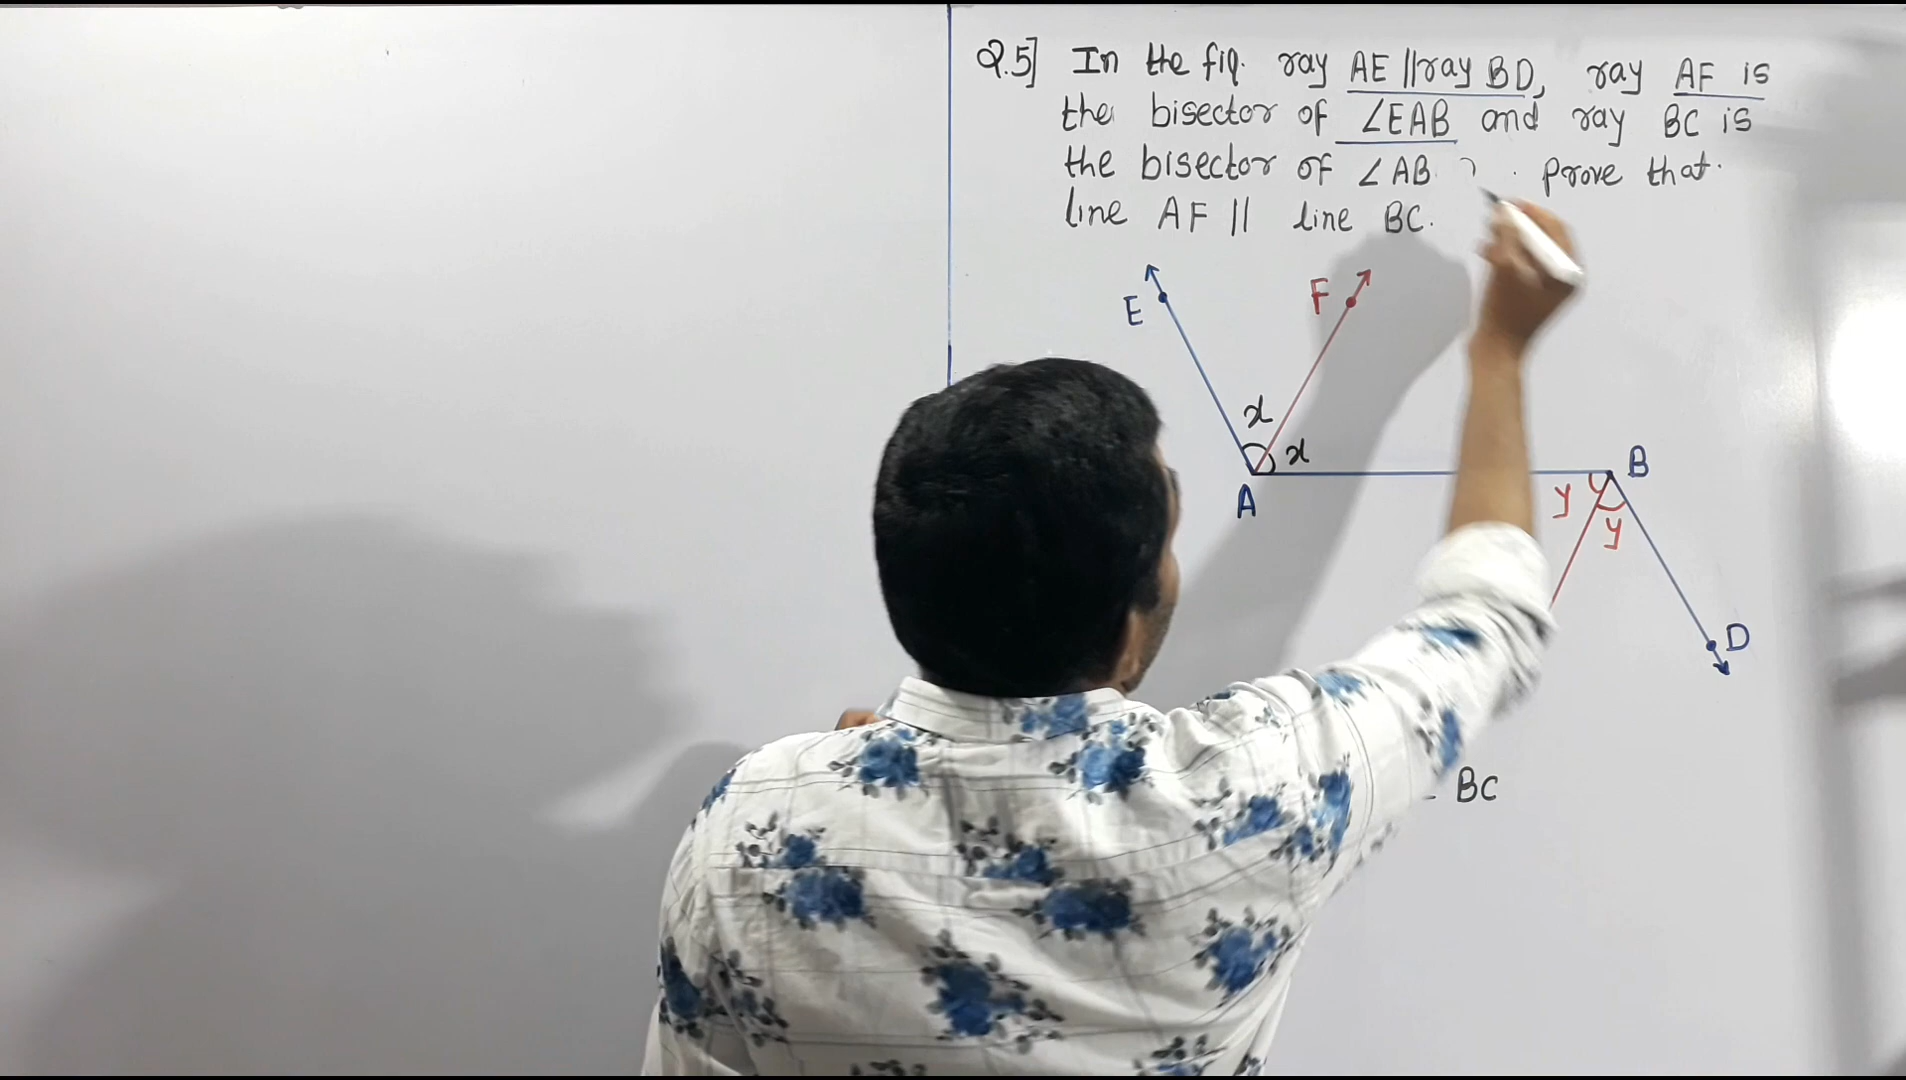 Q.5] In the fig. ray AE || ray BD, ray AF is
the bisector of ∠EAB and ray BC is
the bisector of ∠AB Prove that
line AF || line BC.
E
F
x
x
A
B
y
y
D
BC